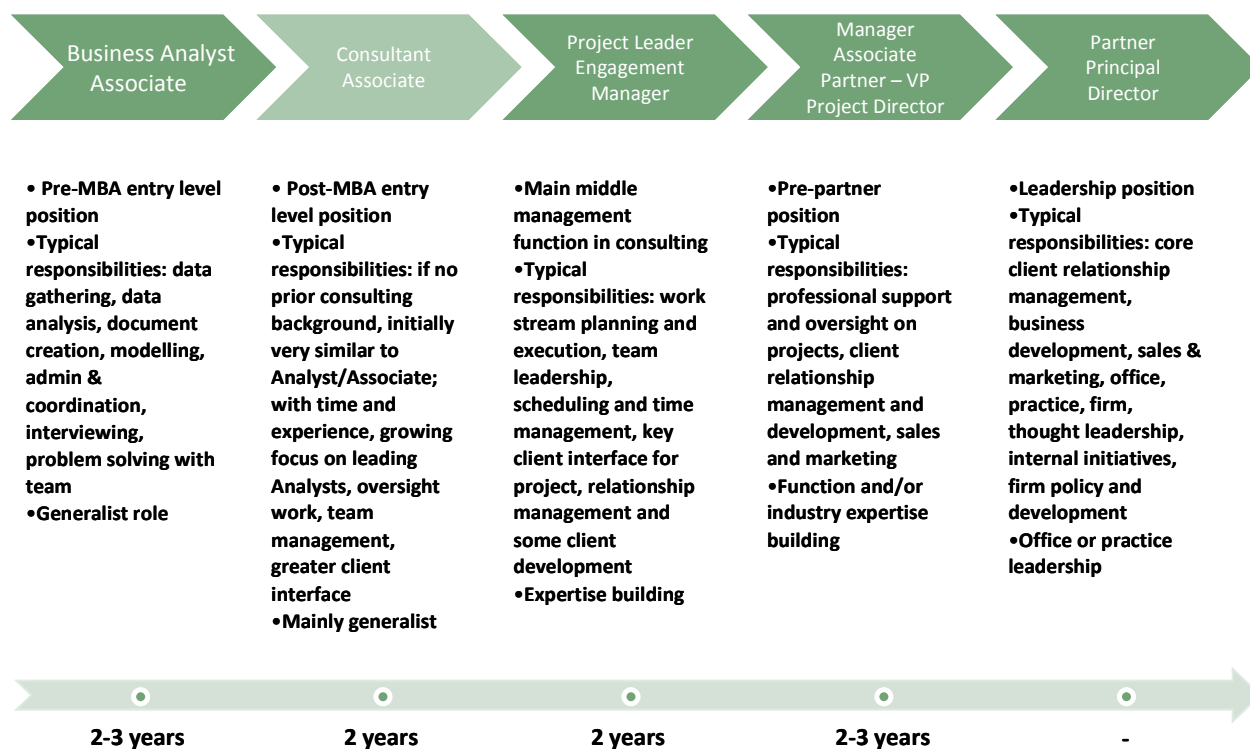 Business Analyst
Associate
Consultant
Associate
Project Leader
Engagement
Manager
Manager
Associate
Partner – VP
Project Director
Partner
Principal
Director
• Pre-MBA entry level
position
•Typical
responsibilities: data
gathering, data
analysis, document
creation, modelling,
admin &
coordination,
interviewing,
problem solving with
team
•Generalist role
• Post-MBA entry
level position
•Typical
responsibilities: if no
prior consulting
background, initially
very similar to
Analyst/Associate;
with time and
experience, growing
focus on leading
Analysts, oversight
work, team
management,
greater client
interface
•Mainly generalist
•Main middle
management
function in consulting
•Typical
responsibilities: work
stream planning and
execution, team
leadership,
scheduling and time
management, key
client interface for
project, relationship
management and
some client
development
•Expertise building
•Pre-partner
position
•Typical
responsibilities:
professional support
and oversight on
projects, client
relationship
management and
development, sales
and marketing
•Function and/or
industry expertise
building
•Leadership position
•Typical
responsibilities: core
client relationship
management,
business
development, sales &
marketing, office,
practice, firm,
thought leadership,
internal initiatives,
firm policy and
development
•Office or practice
leadership
2-3 years
2 years
2 years
2-3 years
-